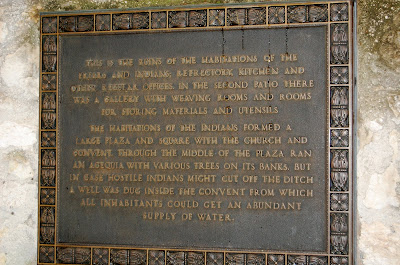 THIS IS THE RUINS OF THE HABITATIONS OF THE
AND INDIANS, REFECTORY, KITCHEN AND
OTHER OFFICES. IN THE SECOND PATIO THERE
WAS A GALLERY WITH WEAVING ROOMS AND ROOMS
FOR STORING MATERIALS AND UTENSILS.
THE HABITATIONS OF THE INDIANS FORMED A
LARGE PLAZA AND SQUARE WITH THE CHURCH AND
CONVENT THROUGH THE MIDDLE OF THE PLAZA RAN
AN ACEQUIA WITH VARIOUS TREES ON ITS BANKS. BUT
IN CASE HOSTILE INDIANS MIGHT CUT OFF THE DITCH
A WELL WAS DUG INSIDE THE CONVENT FROM WHICH
ALL INHABITANTS COULD GET AN ABUNDANT
SUPPLY OF WATER.